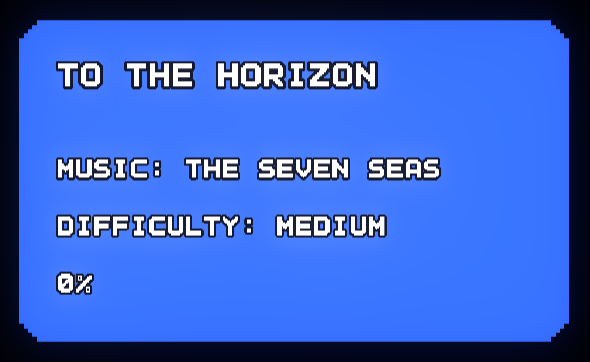 TO THE HORIZON
MUSIC: THE SEVEN SEAS
DIFFICULTY: MEDIUM
0%